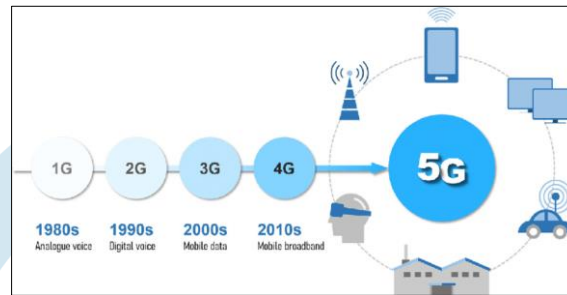 1G
2G
3G
4G
5G
1980s
Analogue voice
1990s
Digital voice
2000s
Mobile data
2010s
Mobile broadband